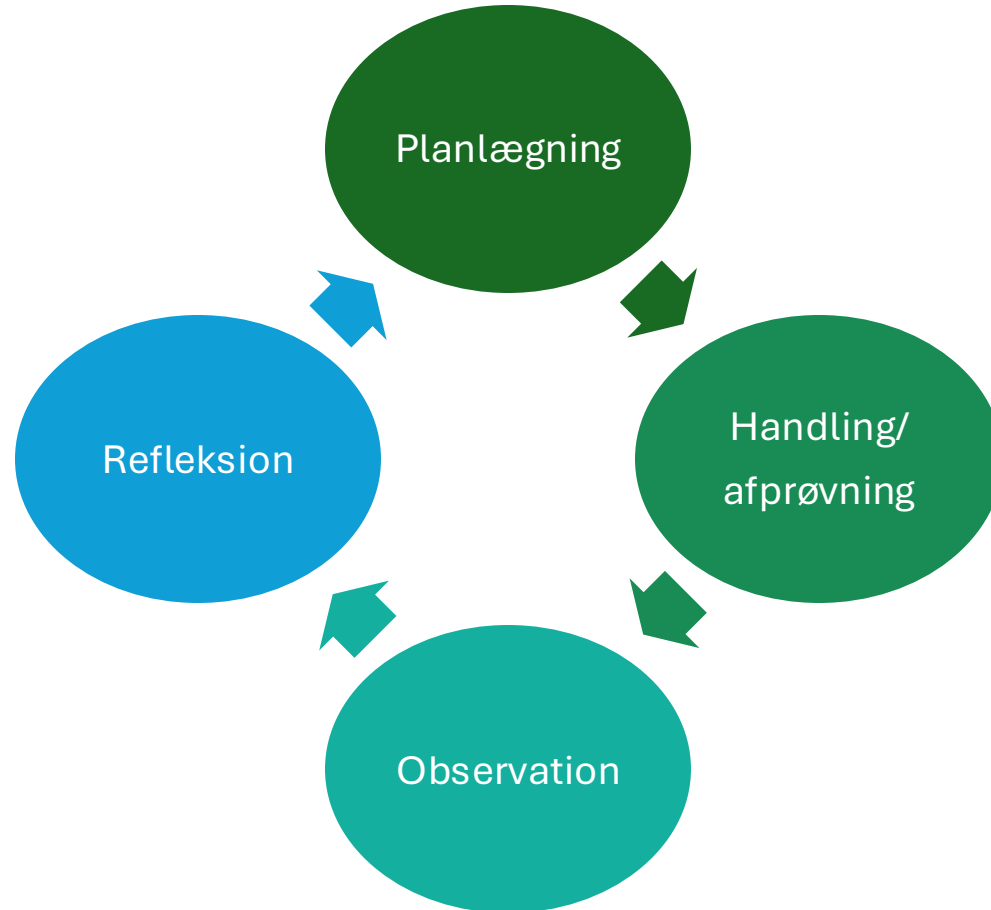 Planlægning
Handling/
afprøvning
Observation
Refleksion